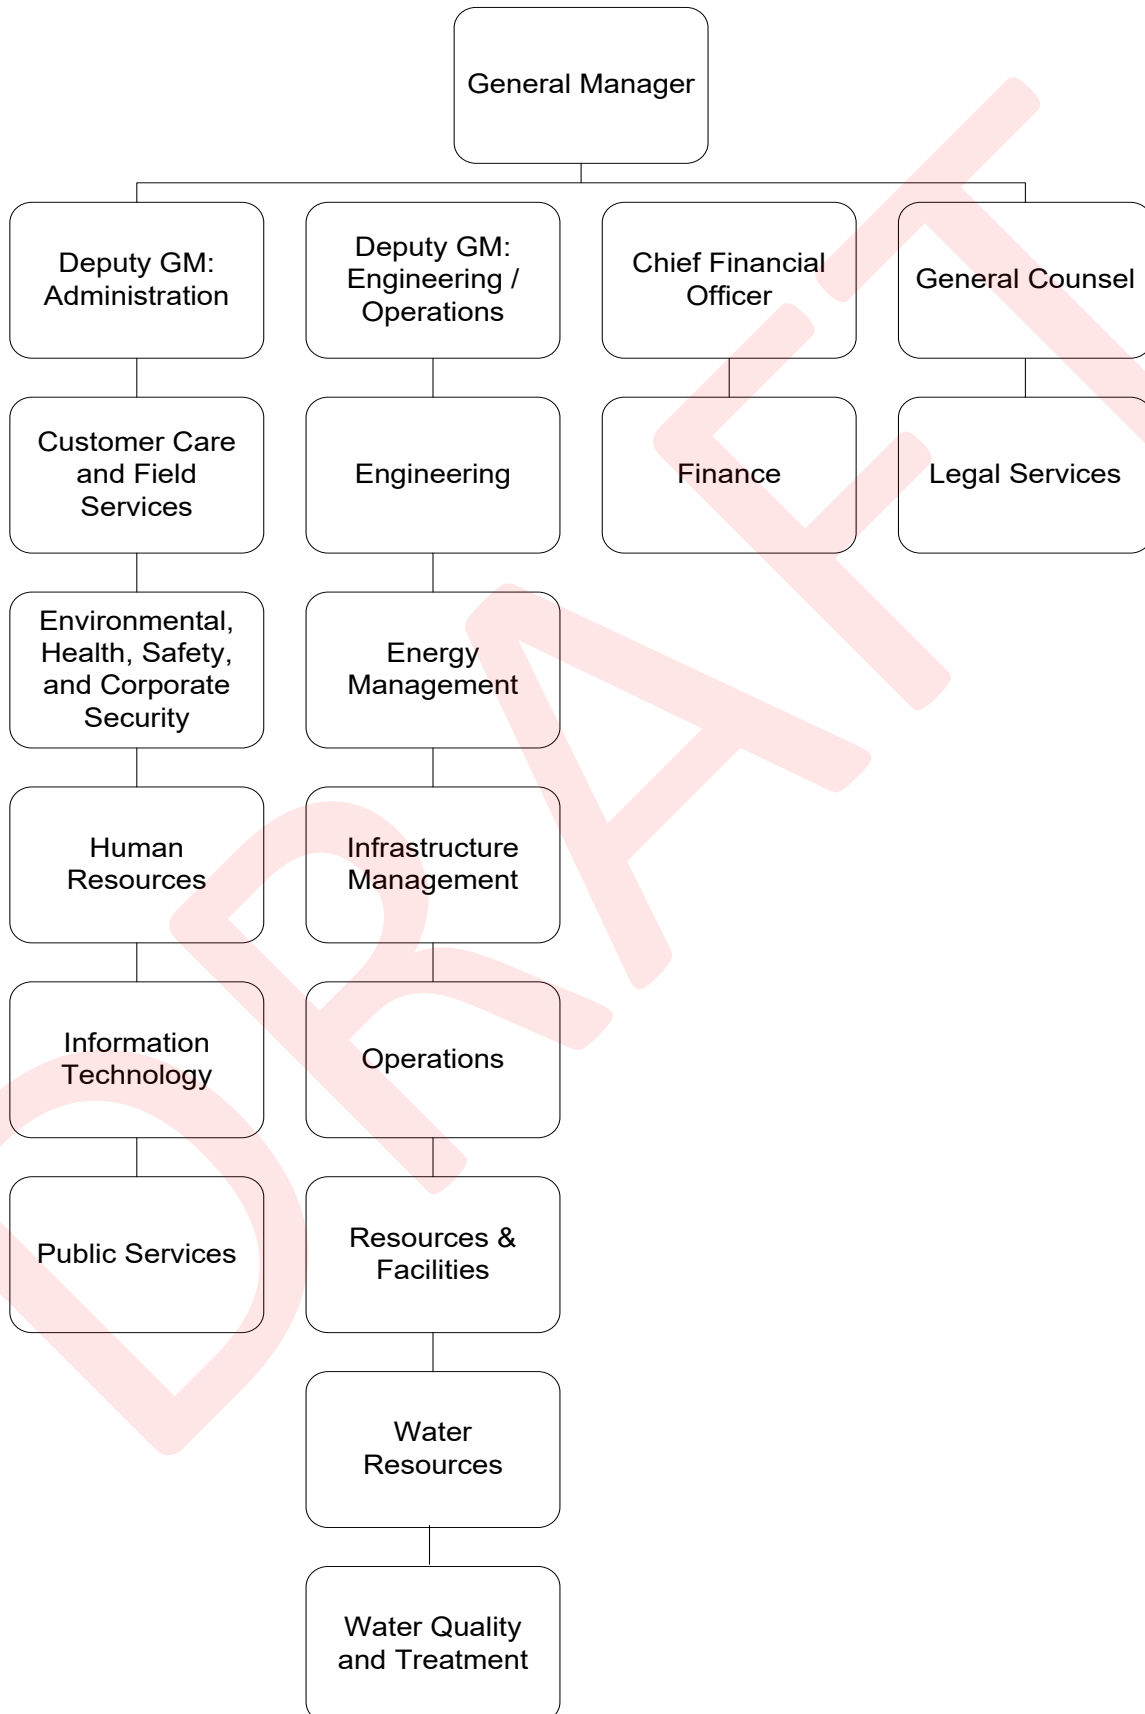 General Manager
Deputy GM:
Administration
Deputy GM:
Engineering /
Operations
Chief Financial
Officer
General Counsel
Customer Care
and Field
Services
Engineering
Finance
Legal Services
Environmental,
Health, Safety,
and Corporate
Security
Energy
Management
Human
Resources
Infrastructure
Management
Information
Technology
Operations
Public Services
Resources &
Facilities
Water
Resources
Water Quality
and Treatment
DRAFT